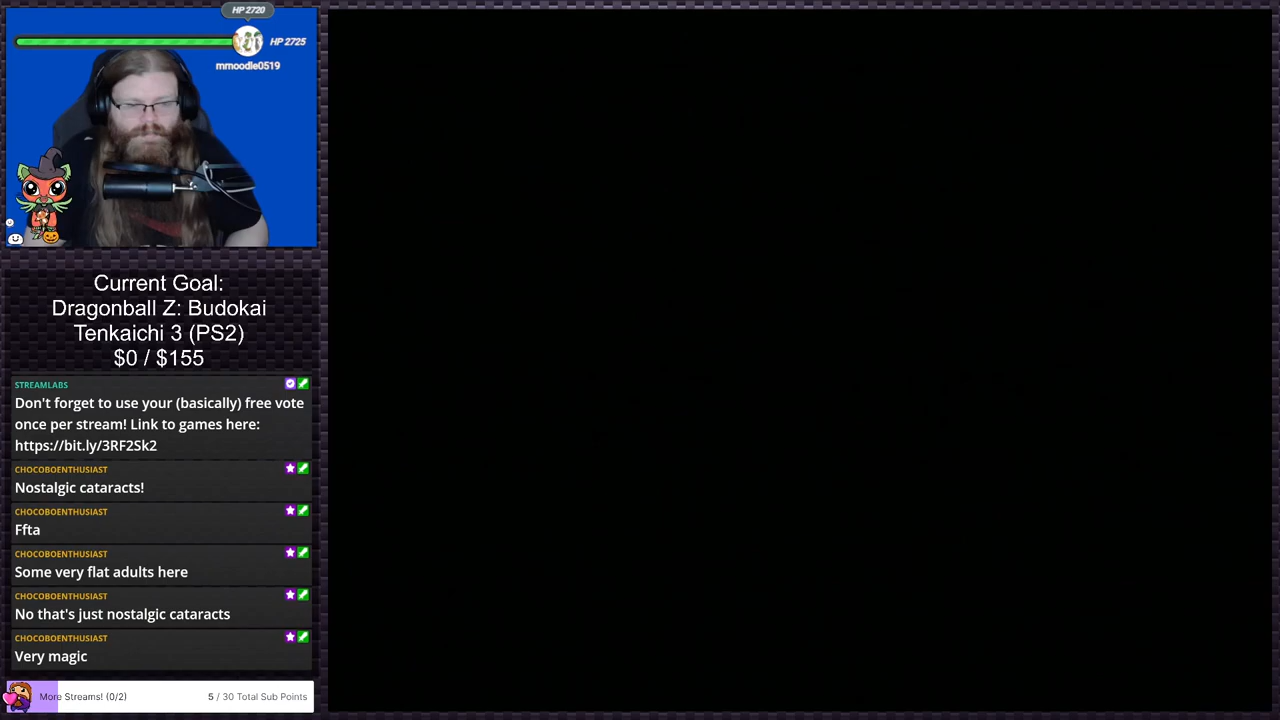 HP 2720
HP 2725
mmoodle0519
Current Goal:
Dragonball Z: Budokai
Tenkaichi 3 (PS2)
$0 / $155
STREAMLABS
Don't forget to use your (basically) free vote
once per stream! Link to games here:
https://bit.ly/3RF2Sk2
CHOCOBOENTHUSIAST
Nostalgic cataracts!
CHOCOBOENTHUSIAST
Ffta
CHOCOBOENTHUSIAST
Some very flat adults here
CHOCOBOENTHUSIAST
No that's just nostalgic cataracts
CHOCOBOENTHUSIAST
Very magic
More Streams! (0/2) 5 / 30 Total Sub Points